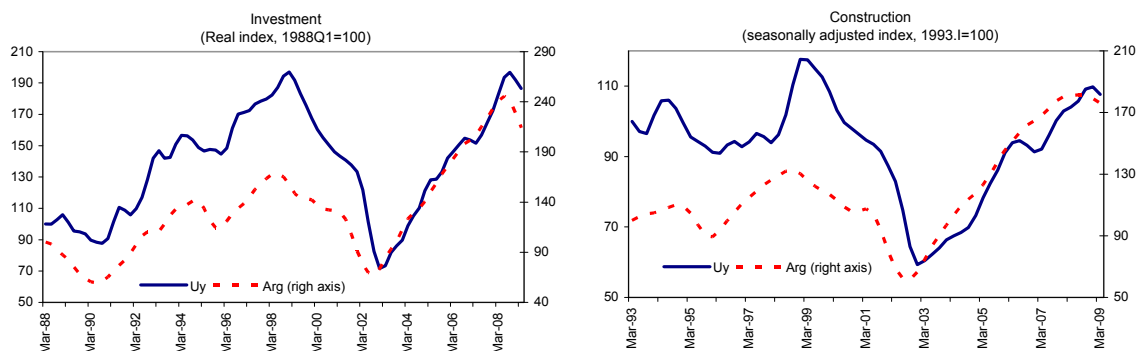 Investment
(Real index, 1988Q1=100)
210
190
170
150
130
110
90
70
50
290
240
190
140
90
40
Uy
Arg (righ axis)
Mar-88
Mar-90
Mar-92
Mar-94
Mar-96
Mar-98
Mar-00
Mar-02
Mar-04
Mar-06
Mar-08
Construction
(seasonally adjusted index, 1993.I=100)
110
90
70
50
210
170
130
90
50
Uy
Arg (right axis)
Mar-93
Mar-95
Mar-97
Mar-99
Mar-01
Mar-03
Mar-05
Mar-07
Mar-09